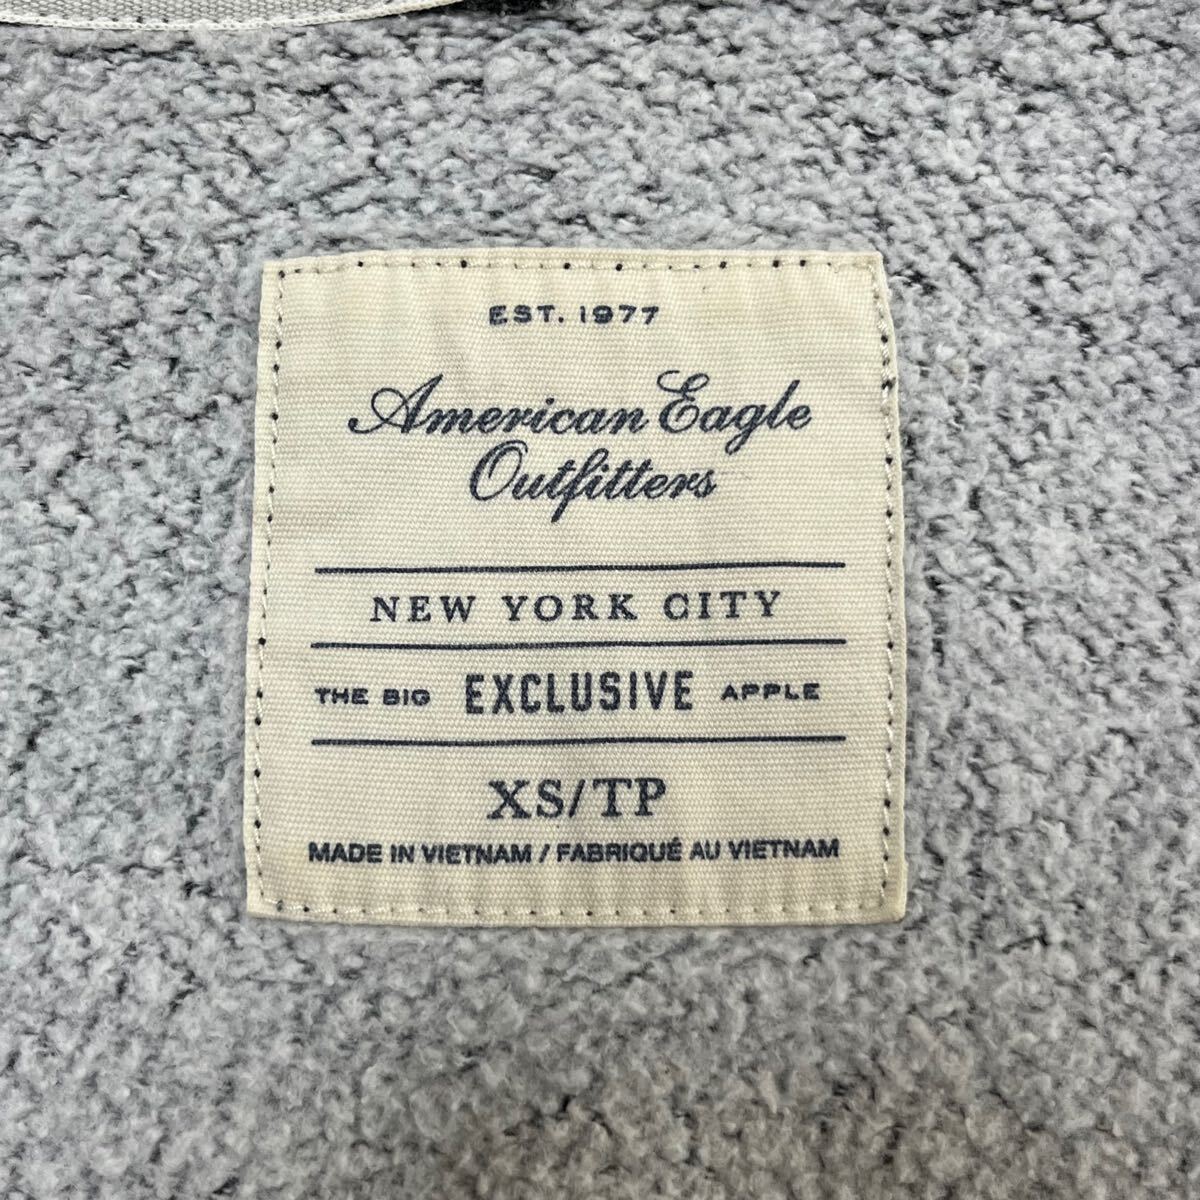 EST. 1977
American Eagle
Outfitters
NEW YORK CITY
THE BIG EXCLUSIVE APPLE
XS/TP
MADE IN VIETNAM / FABRIQUÉ AU VIETNAM